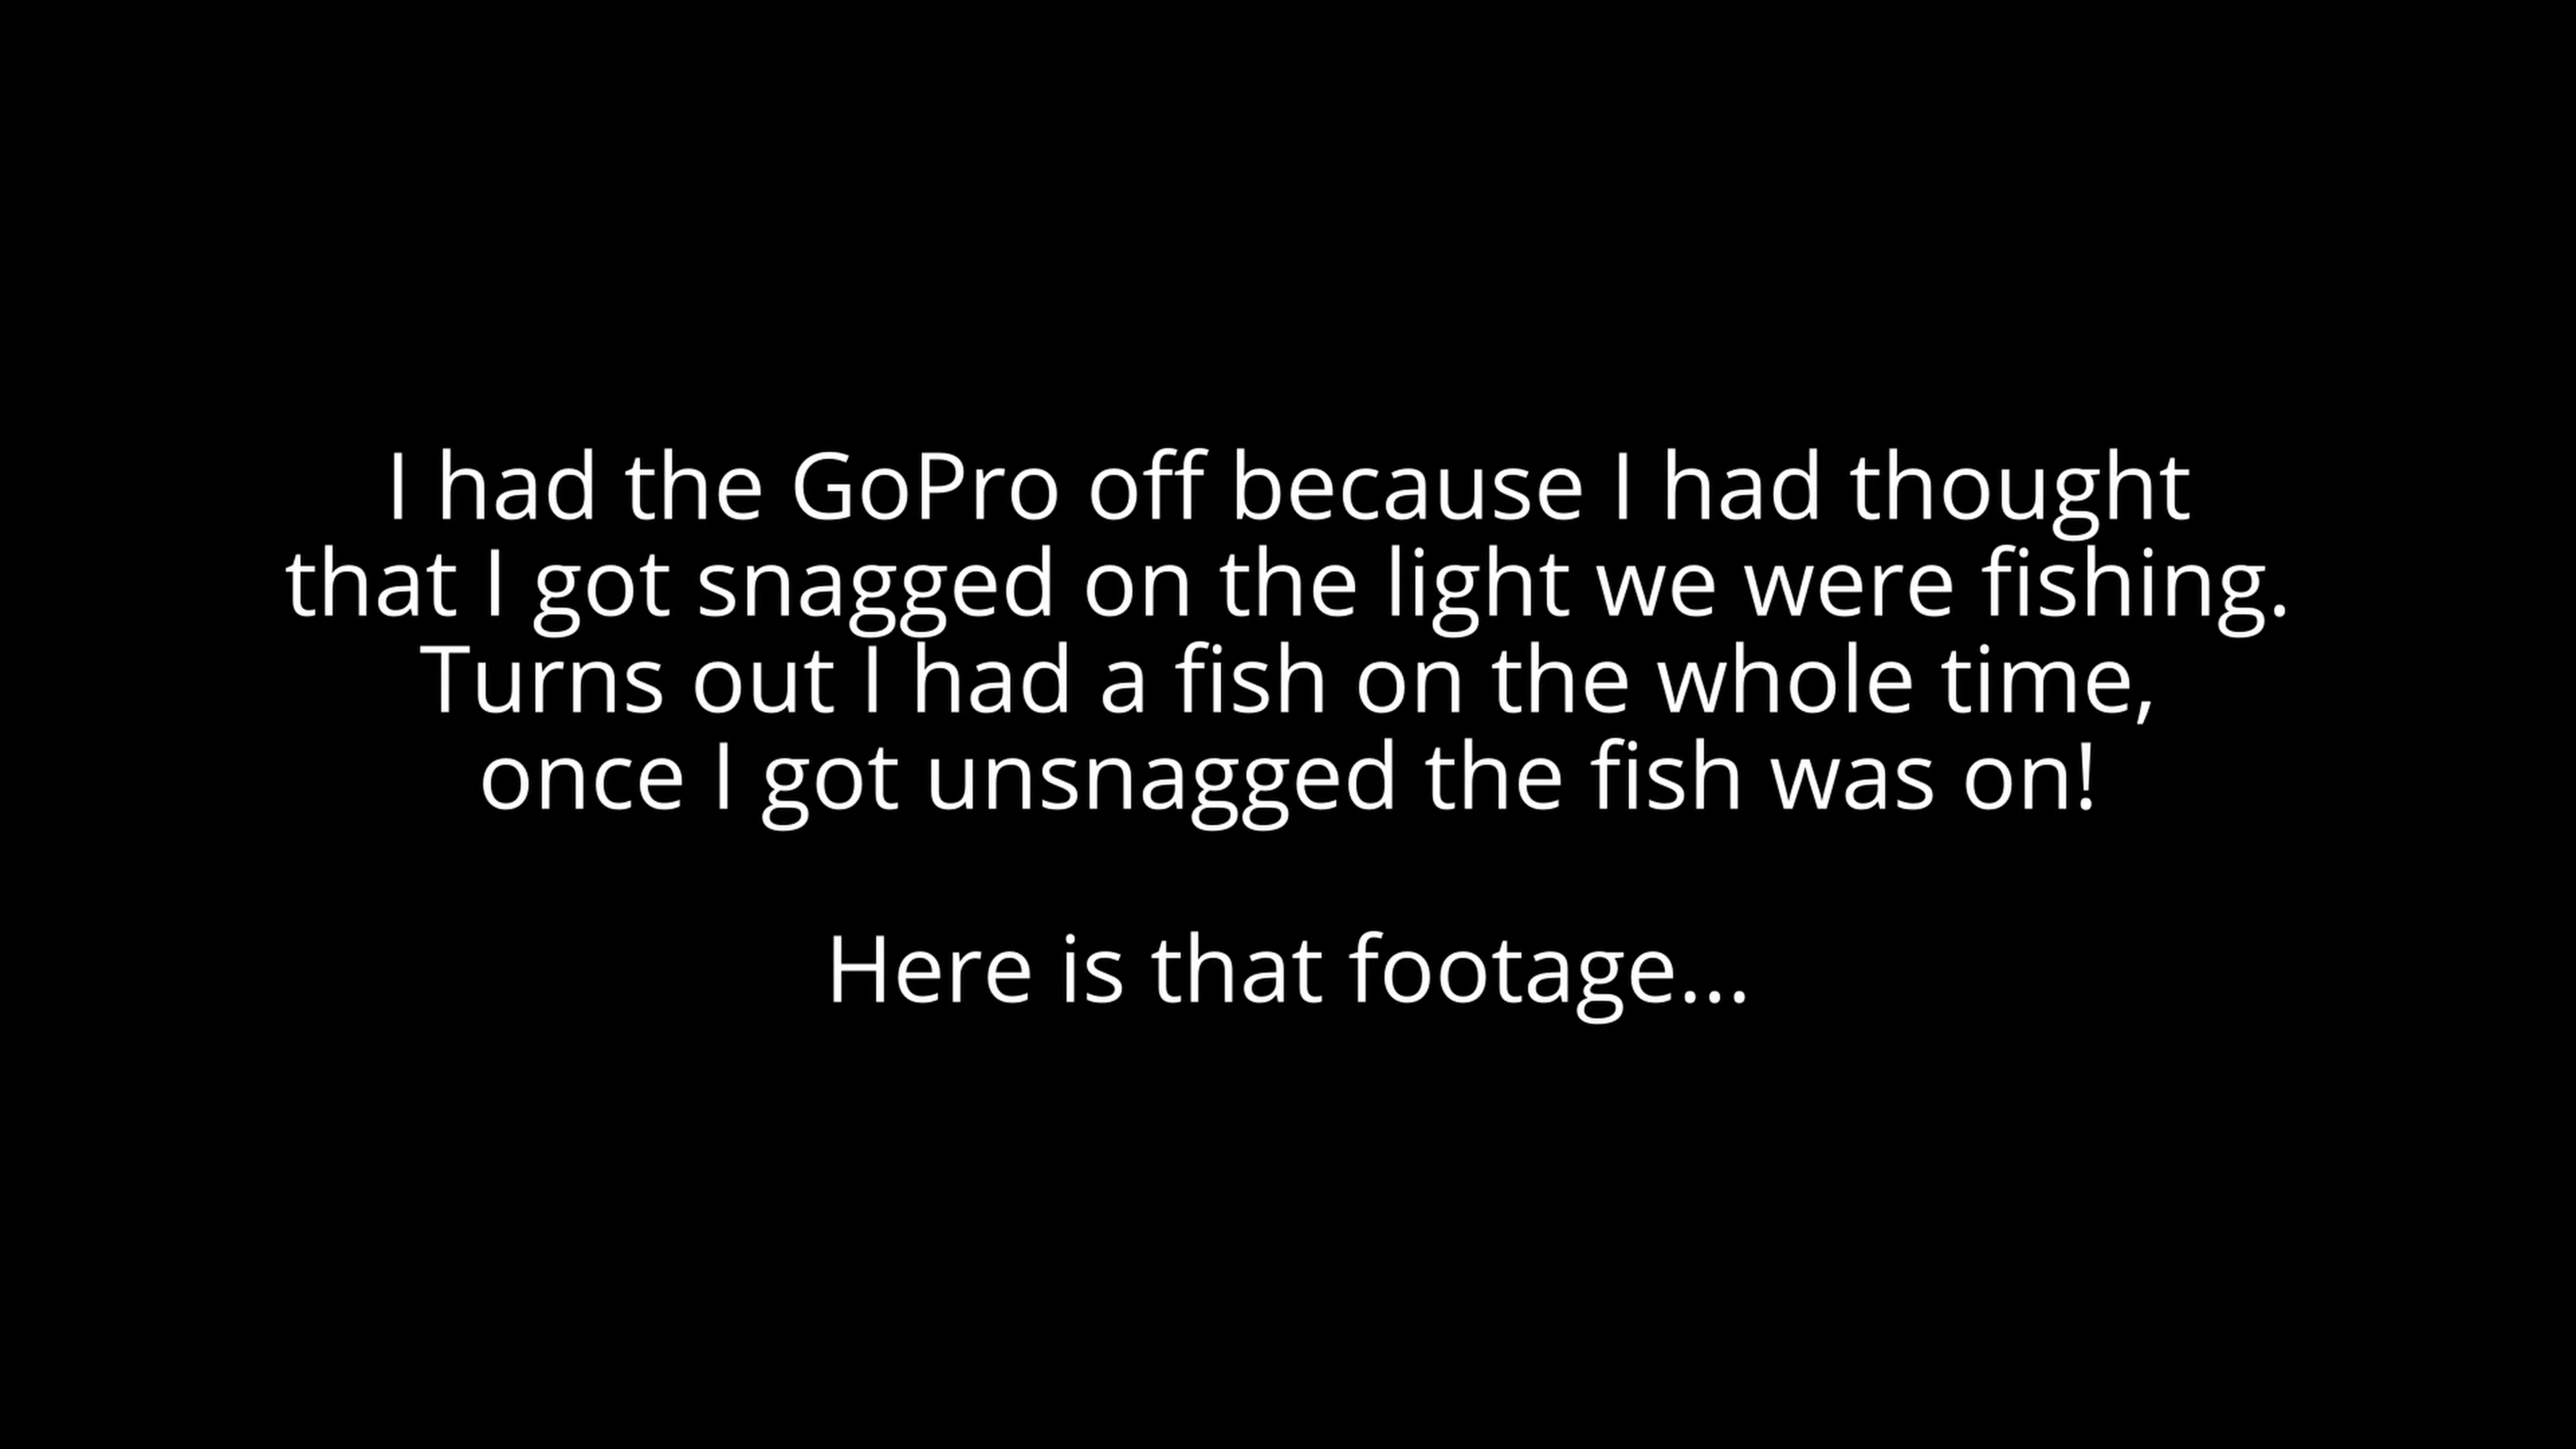 I had the GoPro off because I had thought
that I got snagged on the light we were fishing.
Turns out I had a fish on the whole time,
once I got unsnagged the fish was on!
Here is that footage...